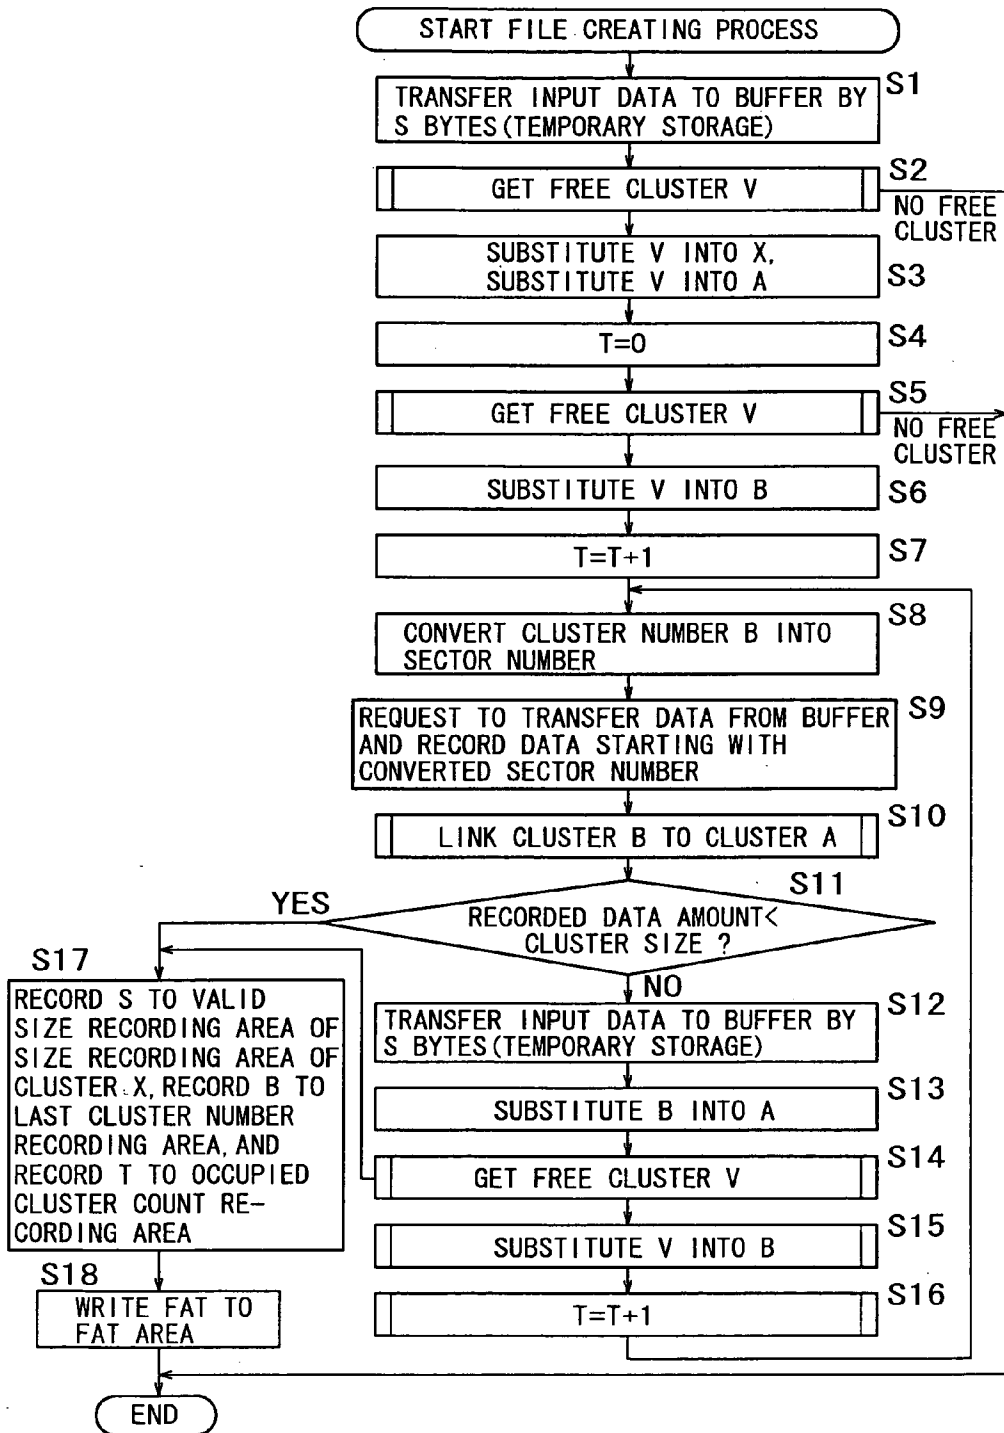 START FILE CREATING PROCESS
S1
TRANSFER INPUT DATA TO BUFFER BY
S BYTES(TEMPORARY STORAGE)
S2
GET FREE CLUSTER V
NO FREE
CLUSTER
SUBSTITUTE V INTO X,
SUBSTITUTE V INTO A
S3
T=0
S4
S5
GET FREE CLUSTER V
NO FREE
CLUSTER
SUBSTITUTE V INTO B
S6
T=T+1
S7
S8
CONVERT CLUSTER NUMBER B INTO
SECTOR NUMBER
S9
REQUEST TO TRANSFER DATA FROM BUFFER
AND RECORD DATA STARTING WITH
CONVERTED SECTOR NUMBER
S10
LINK CLUSTER B TO CLUSTER A
S11
YES
RECORDED DATA AMOUNT<
CLUSTER SIZE ?
NO
S12
TRANSFER INPUT DATA TO BUFFER BY
S BYTES(TEMPORARY STORAGE)
S13
SUBSTITUTE B INTO A
S14
GET FREE CLUSTER V
S15
SUBSTITUTE V INTO B
S16
T=T+1
S17
RECORD S TO VALID
SIZE RECORDING AREA OF
SIZE RECORDING AREA OF
CLUSTER X, RECORD B TO
LAST CLUSTER NUMBER
RECORDING AREA, AND
RECORD T TO OCCUPIED
CLUSTER COUNT RE-
CORDING AREA
S18
WRITE FAT TO
FAT AREA
END